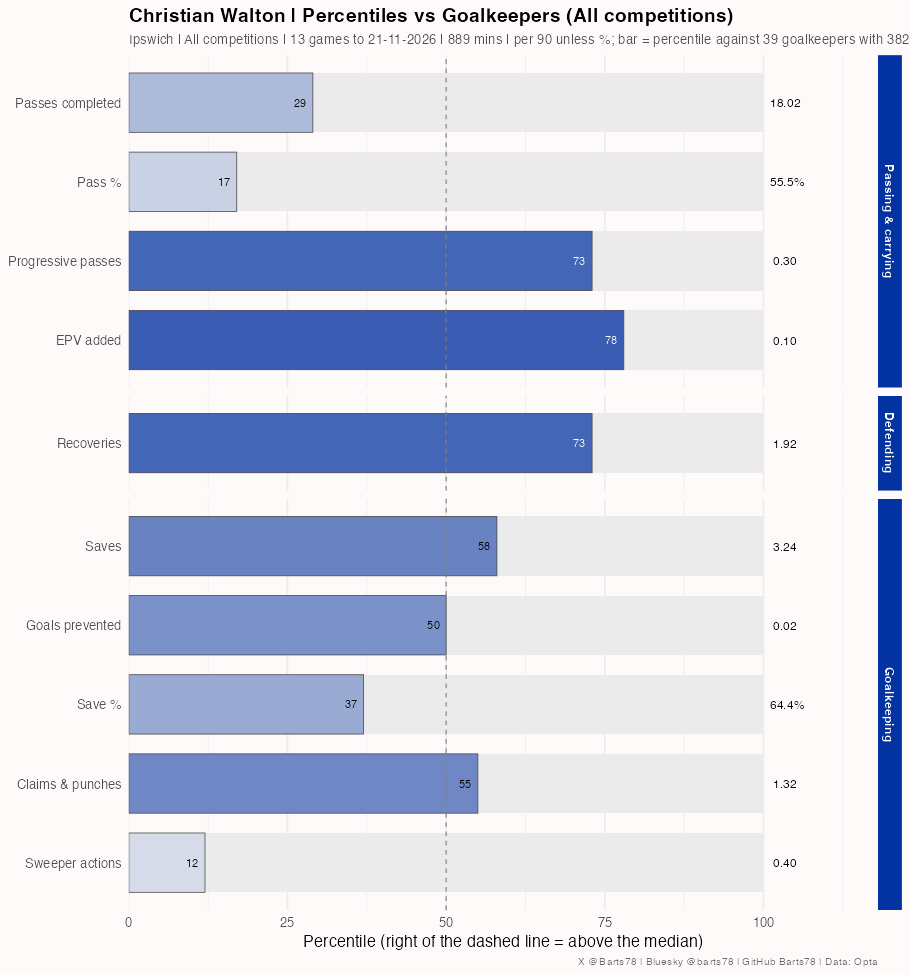 Christian Walton | Percentiles vs Goalkeepers (All competitions)
Ipswich | All competitions | 13 games to 21-11-2026 | 889 mins | per 90 unless %; bar = percentile against 39 goalkeepers with 382
Passes completed 29 18.02
Pass % 17 55.5%
Progressive passes 73 0.30
EPV added 78 0.10
Passing & carrying
Recoveries 73 1.92
Defending
Saves 58 3.24
Goals prevented 50 0.02
Save % 37 64.4%
Claims & punches 55 1.32
Sweeper actions 12 0.40
Goalkeeping
0 25 50 75 100
Percentile (right of the dashed line = above the median)
X @Barts78 | Bluesky @barts78 | GitHub Barts78 | Data: Opta